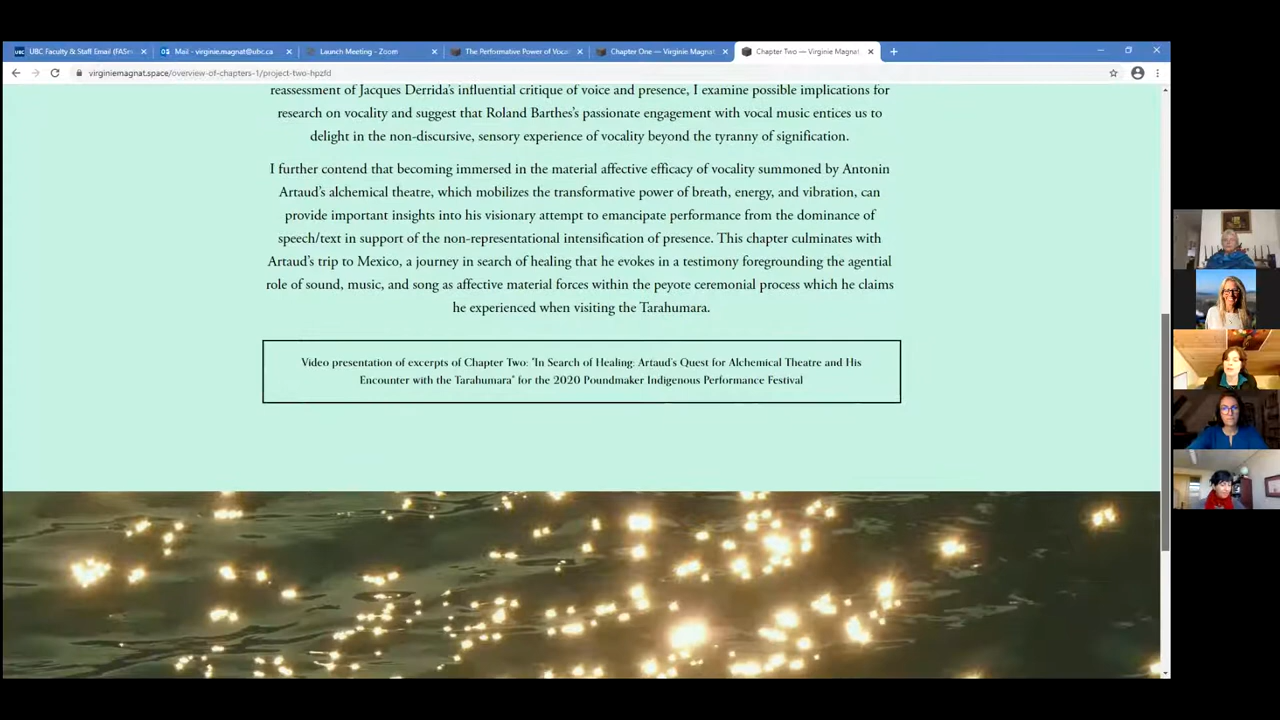 UBC Faculty & Staff Email (FASm
Mail - virginie.magnat@ubc.ca
Launch Meeting - Zoom
The Performative Power of Voca
Chapter One — Virginie Magnat
Chapter Two — Virginie Magnat
virginiemagnat.space/overview-of-chapters-1/project-two-hpzfd
reassessment of Jacques Derrida's influential critique of voice and presence, I examine possible implications for
research on vocality and suggest that Roland Barthes's passionate engagement with vocal music entices us to
delight in the non-discursive, sensory experience of vocality beyond the tyranny of signification.
I further contend that becoming immersed in the material affective efficacy of vocality summoned by Antonin
Artaud's alchemical theatre, which mobilizes the transformative power of breath, energy, and vibration, can
provide important insights into his visionary attempt to emancipate performance from the dominance of
speech/text in support of the non-representational intensification of presence. This chapter culminates with
Artaud's trip to Mexico, a journey in search of healing that he evokes in a testimony foregrounding the agential
role of sound, music, and song as affective material forces within the peyote ceremonial process which he claims
he experienced when visiting the Tarahumara.
Video presentation of excerpts of Chapter Two: "In Search of Healing: Artaud's Quest for Alchemical Theatre and His
Encounter with the Tarahumara" for the 2020 Poundmaker Indigenous Performance Festival